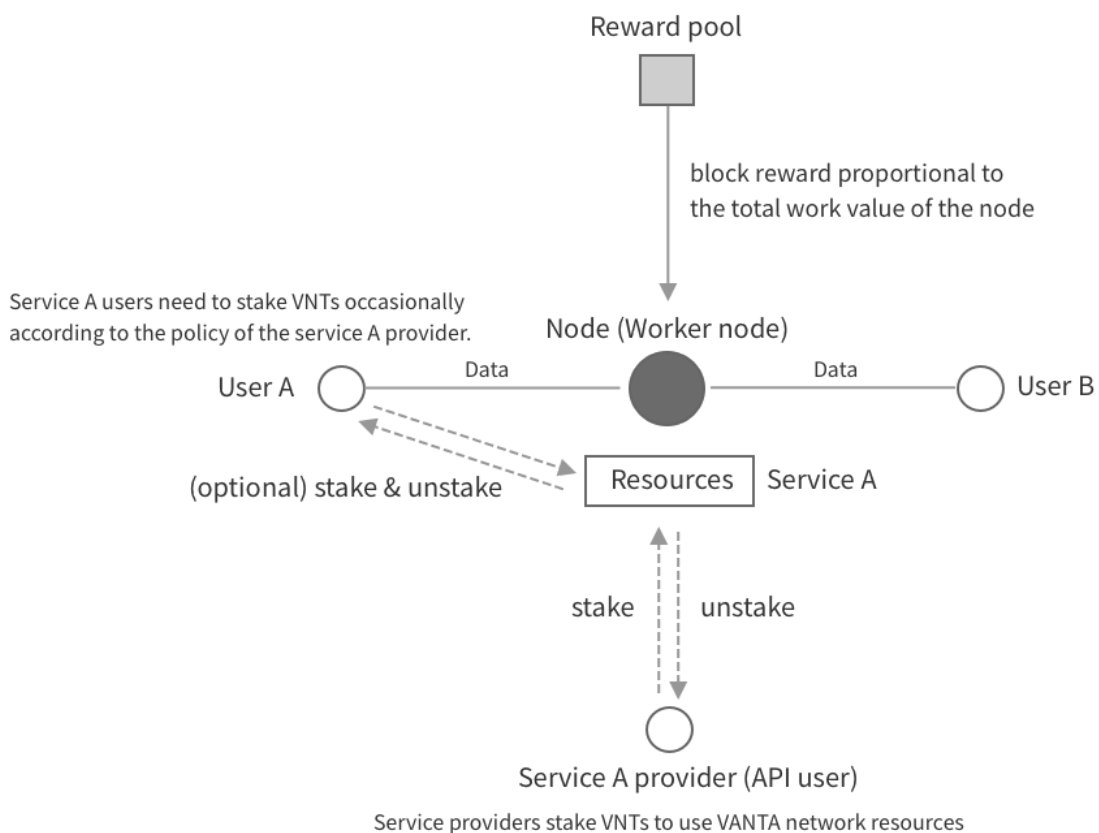 Reward pool
block reward proportional to
the total work value of the node
Service A users need to stake VNTs occasionally
according to the policy of the service A provider.
Node (Worker node)
User A
Data
Data
User B
(optional) stake & unstake
Resources
Service A
stake
unstake
Service A provider (API user)
Service providers stake VNTs to use VANTA network resources